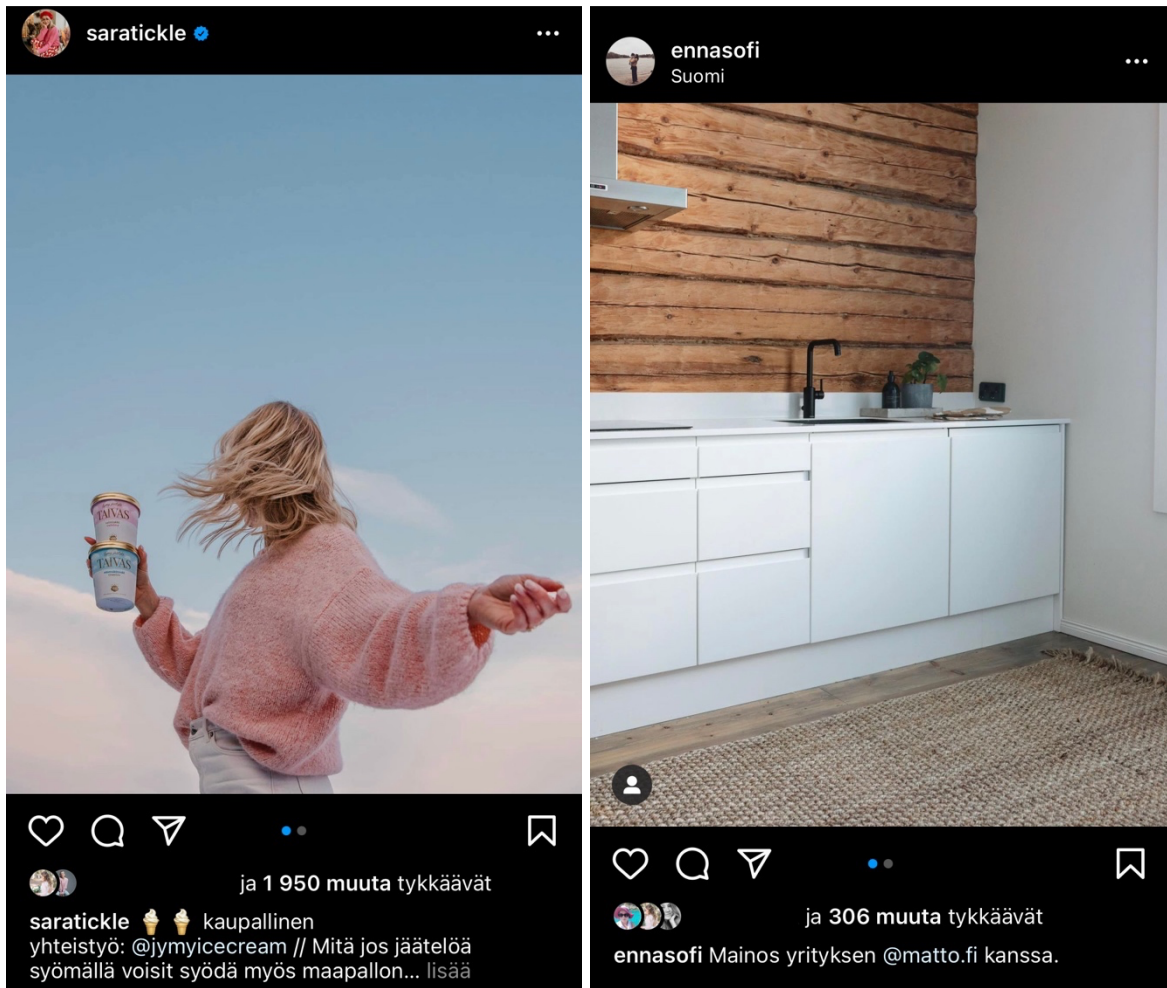 saratickle
TAIVAS
TAIVAS
ja 1 950 muuta tykkäävät
saratickle 🍦 🍦 kaupallinen
yhteistyö: @jymyicecream // Mitä jos jäätelöä
syömällä voisit syödä myös maapallon... lisää
ennasofi
Suomi
ja 306 muuta tykkäävät
ennasofi Mainos yrityksen @matto.fi kanssa.